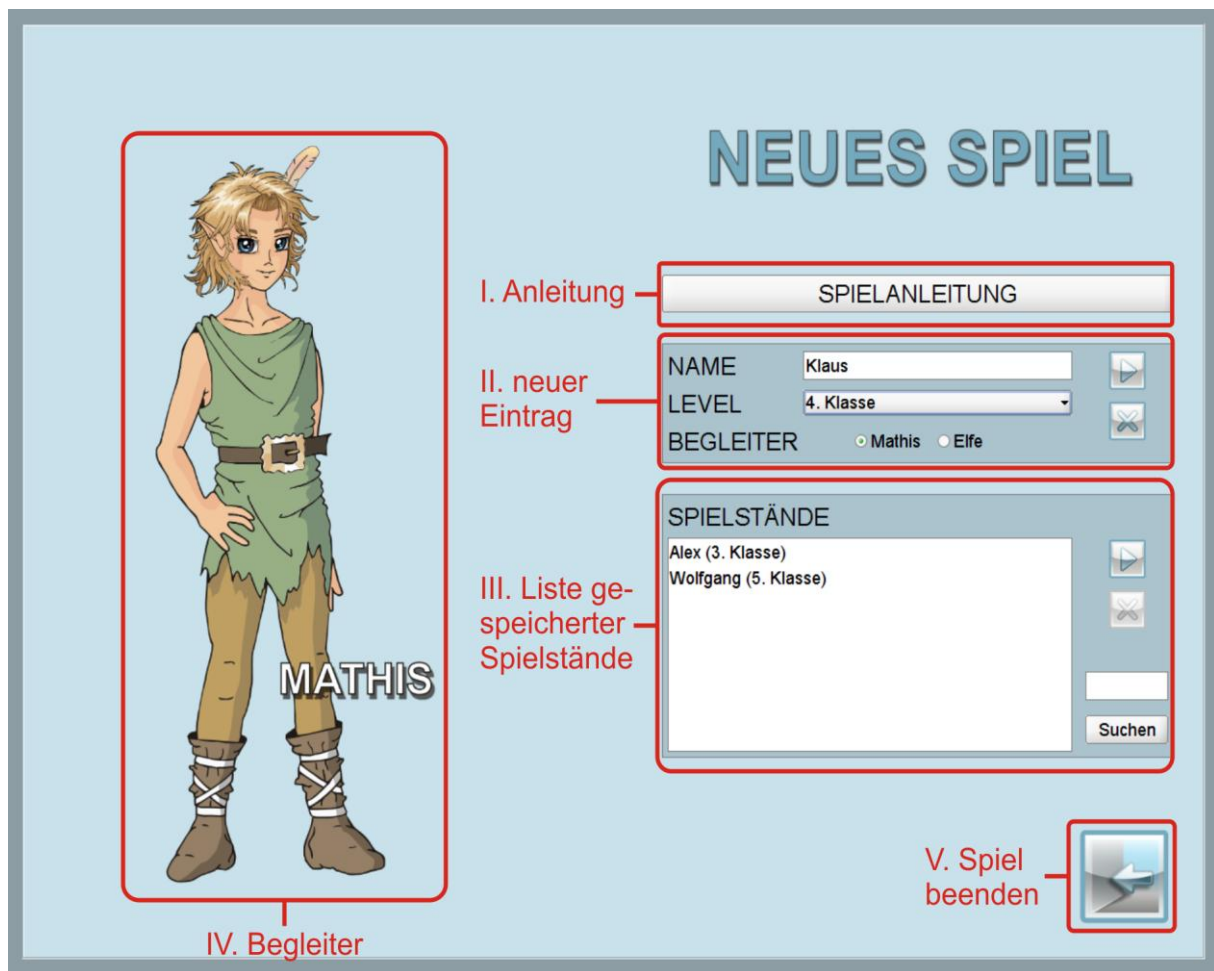 NEUES SPIEL
I. Anleitung
SPIELANLEITUNG
II. neuer
Eintrag
NAME Klaus
LEVEL 4. Klasse
BEGLEITER Mathis Elfe
III. Liste ge-
speicherter
Spielstände
SPIELSTÄNDE
Alex (3. Klasse)
Wolfgang (5. Klasse)
Suchen
MATHIS
IV. Begleiter
V. Spiel
beenden